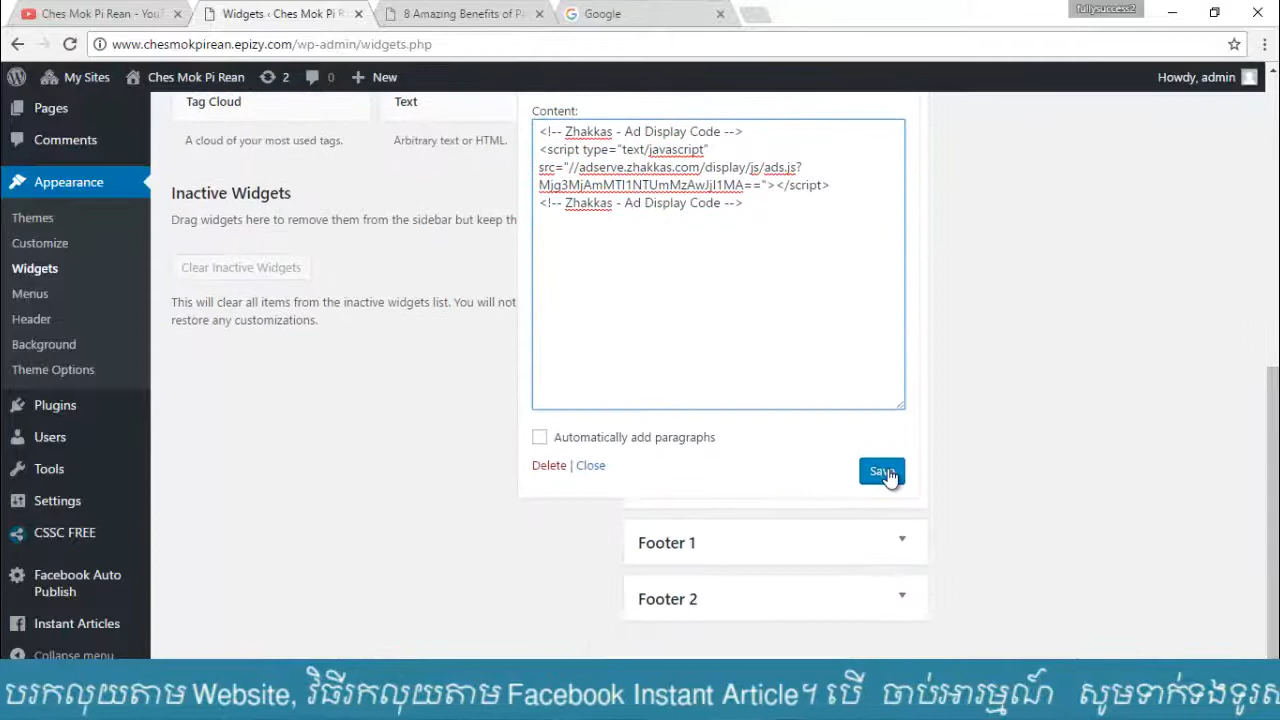 Ches Mok Pi Rean - You
Widgets ‹ Ches Mok Pi R
8 Amazing Benefits of P
Google
fullysuccess2
www.chesmokpirean.epizy.com/wp-admin/widgets.php
My Sites
Ches Mok Pi Rean
2
0
New
Howdy, admin
Pages
Comments
Appearance
Themes
Customize
Widgets
Menus
Header
Background
Theme Options
Plugins
Users
Tools
Settings
CSSC FREE
Facebook Auto
Publish
Instant Articles
Collapse menu
Tag Cloud
A cloud of your most used tags.
Text
Arbitrary text or HTML.
Inactive Widgets
Drag widgets here to remove them from the sidebar but keep th
Clear Inactive Widgets
This will clear all items from the inactive widgets list. You will not
restore any customizations.
Content:
<!-- Zhakkas - Ad Display Code -->
<script type="text/javascript"
src="//adserve.zhakkas.com/display/js/ads.js?
Mjg3MjAmMTI1NTUmMzAwJjI1MA=="></script>
<!-- Zhakkas - Ad Display Code -->
Automatically add paragraphs
Delete | Close
Save
Footer 1
Footer 2
បរកលុយតាម Website, វិធីរកលុយតាម Facebook Instant Article។ បើ ចាប់អារម្មណ៍ សូមទាក់ទងទូរស